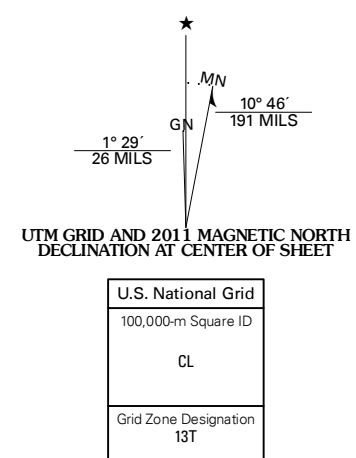 ★
MN
GN
10° 46´
191 MILS
1° 29´
26 MILS
UTM GRID AND 2011 MAGNETIC NORTH
DECLINATION AT CENTER OF SHEET
U.S. National Grid
100,000-m Square ID
CL
Grid Zone Designation
13T